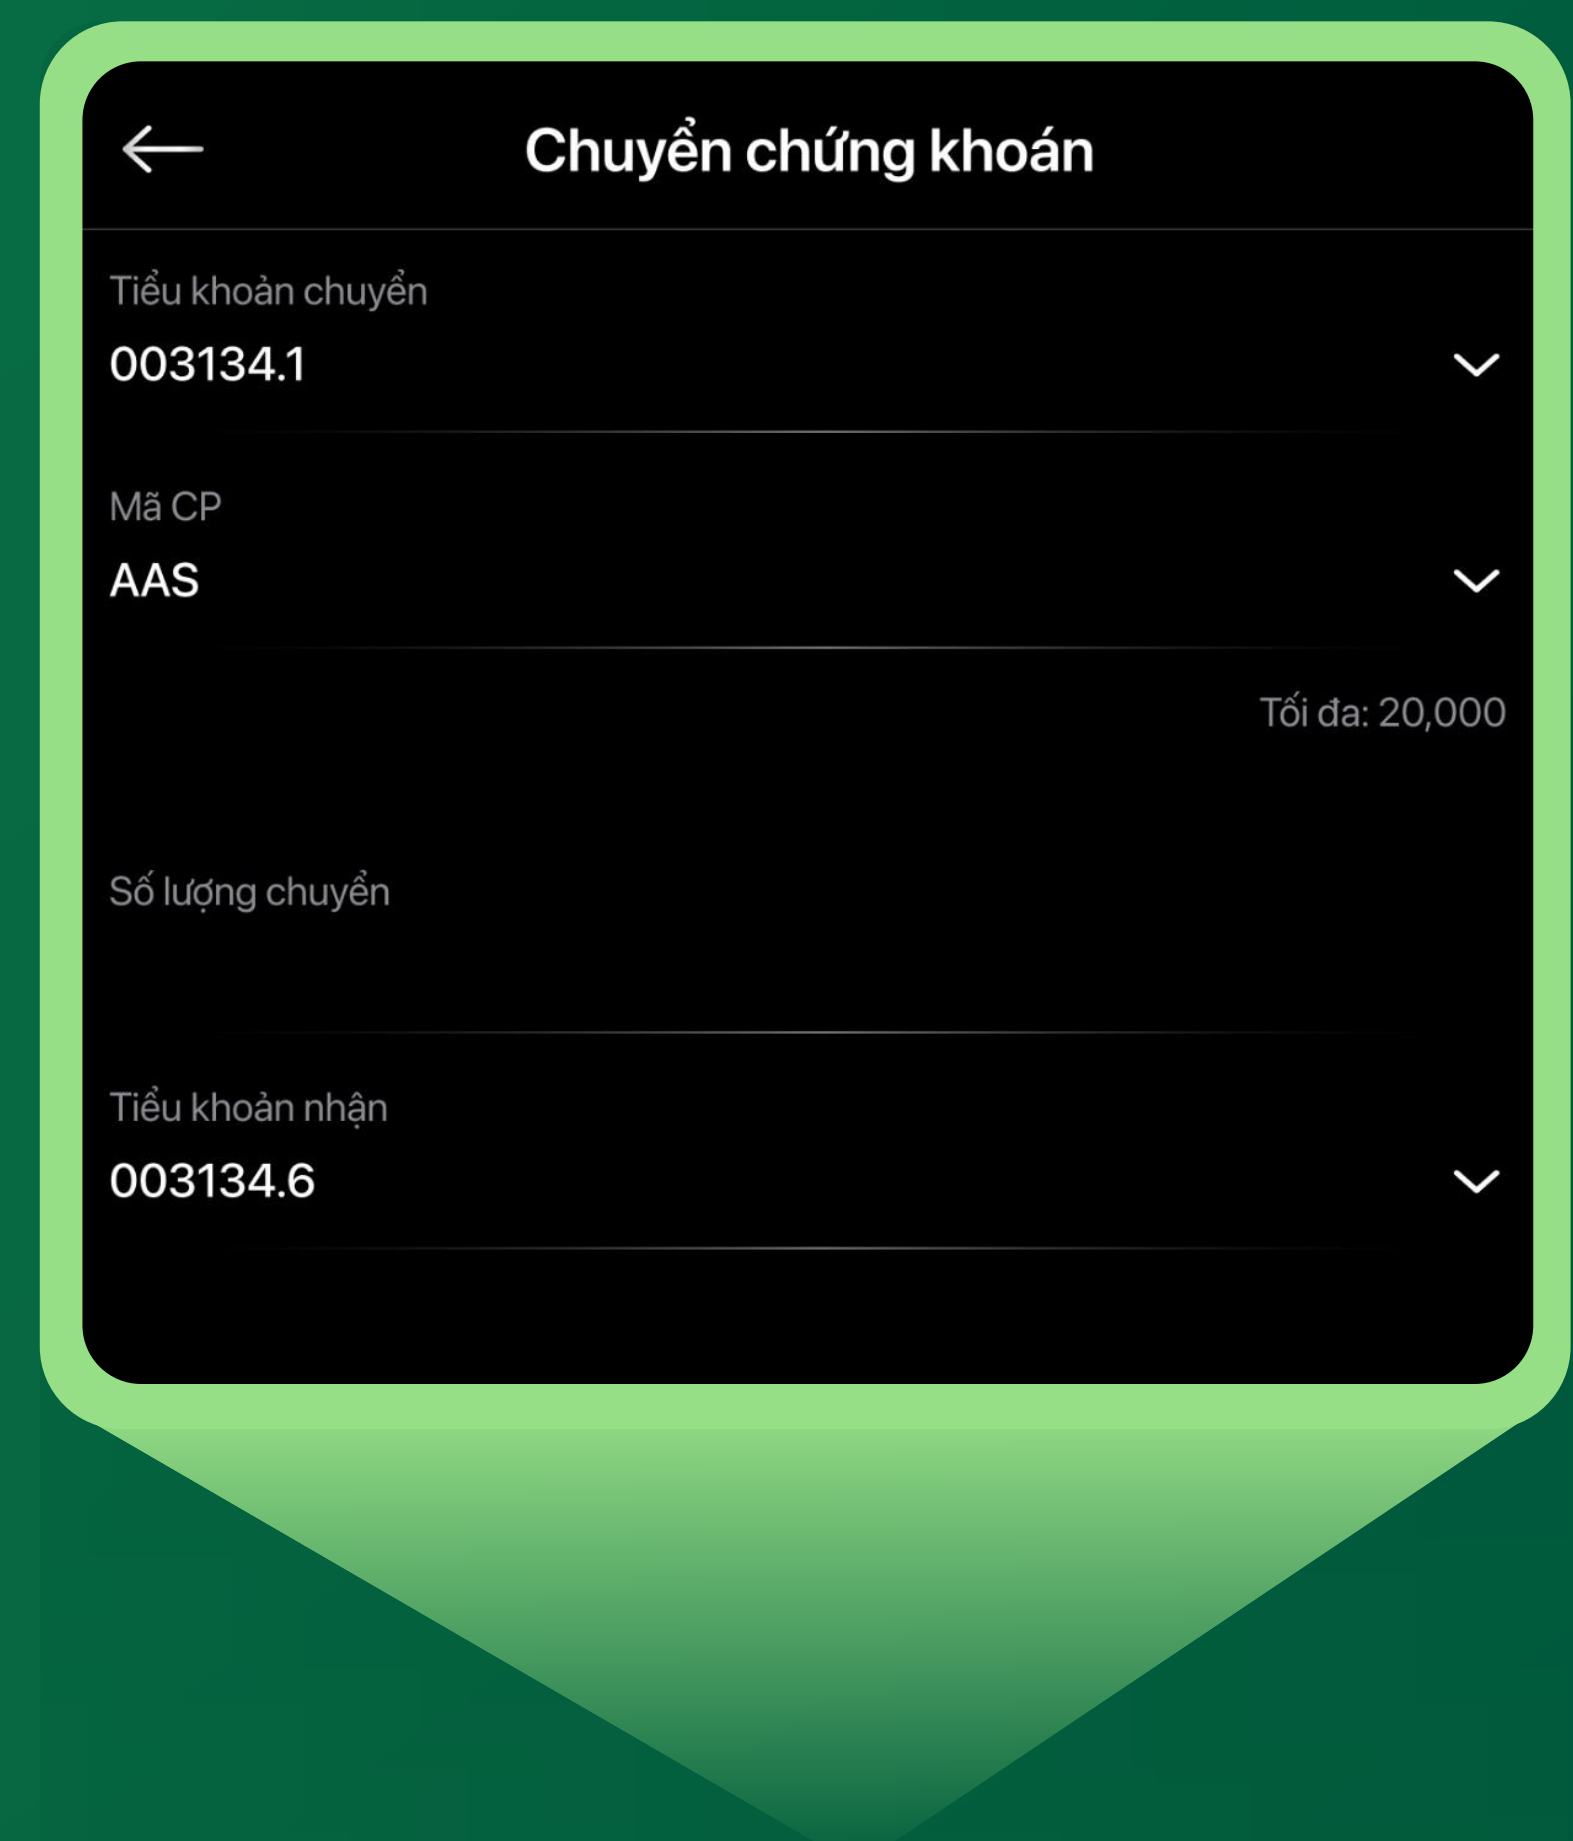 Chuyển chứng khoán
Tiểu khoản chuyển
003134.1
Mã CP
AAS
Tối đa: 20,000
Số lượng chuyển
Tiểu khoản nhận
003134.6